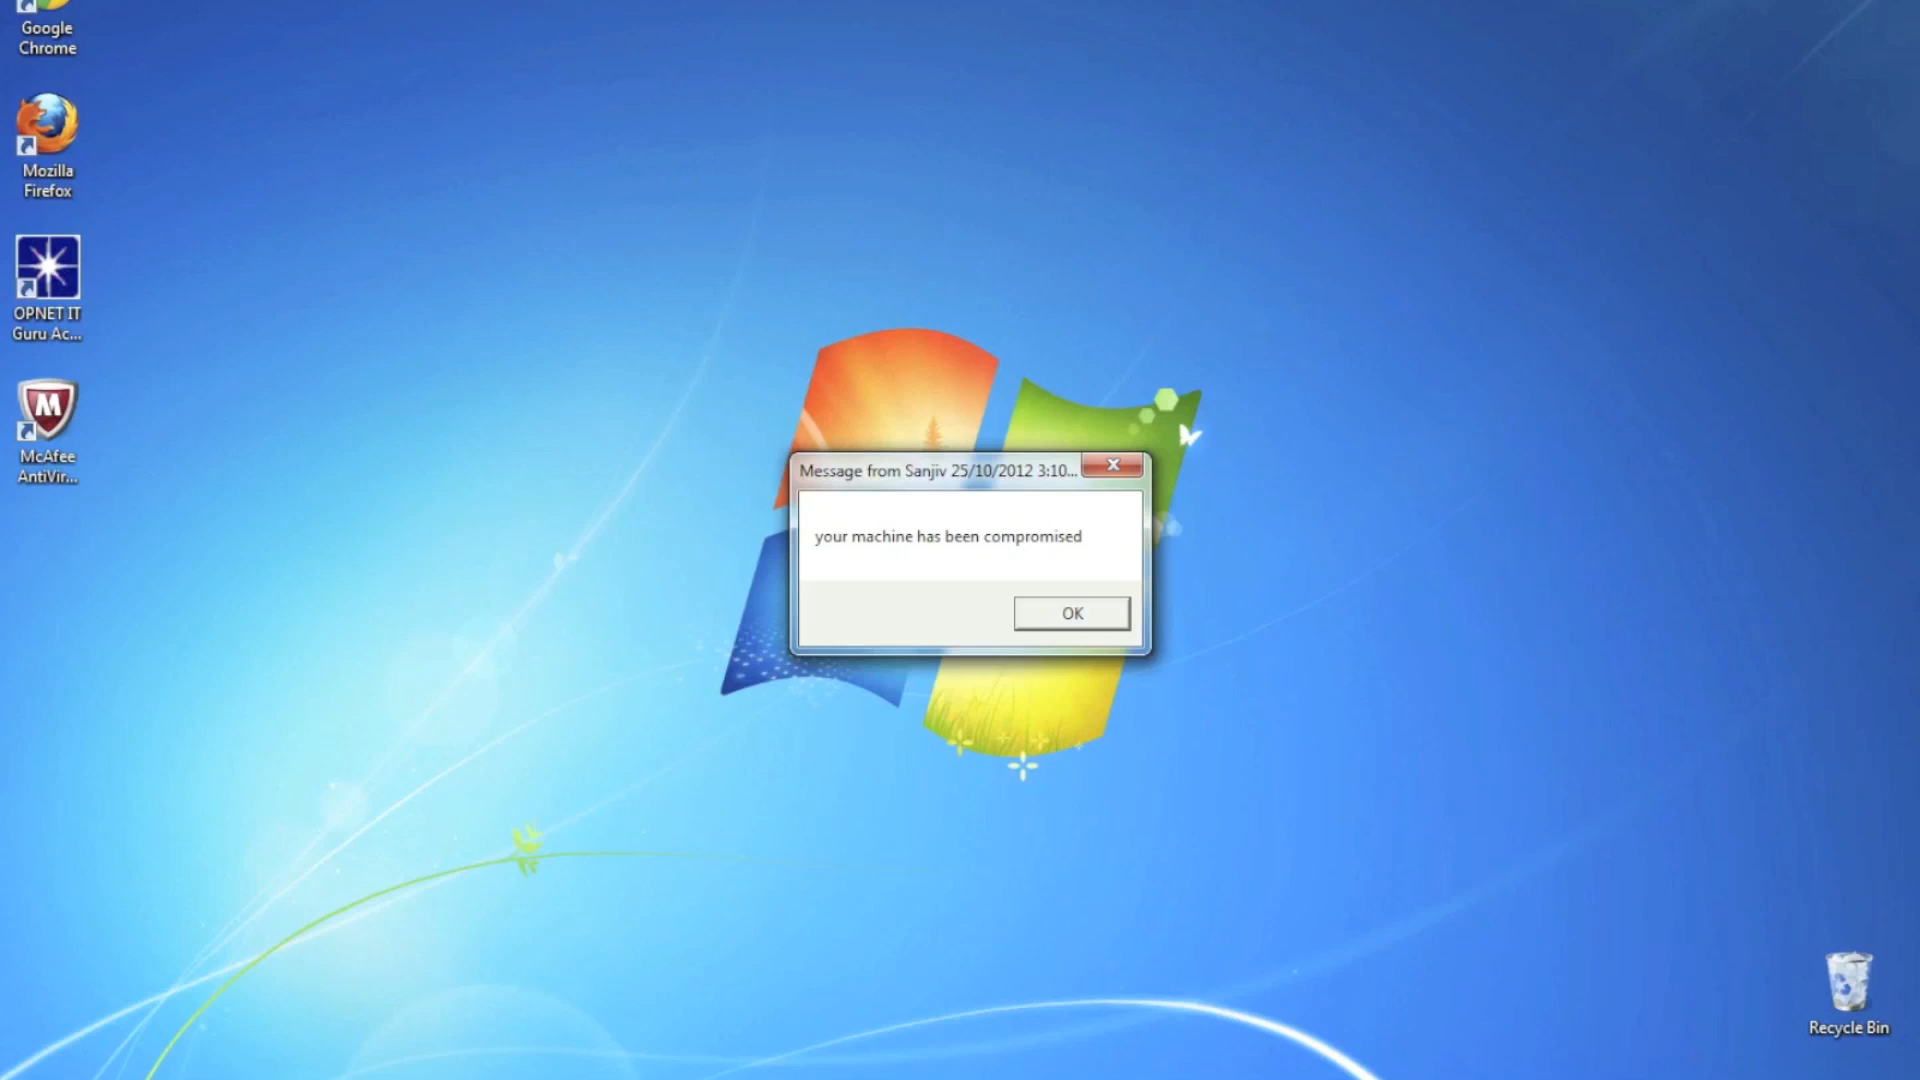 Google
Chrome
Mozilla
Firefox
OPNET IT
Guru Ac...
M
McAfee
AntiVir...
Message from Sanjiv 25/10/2012 3:10...
your machine has been compromised
OK
Recycle Bin